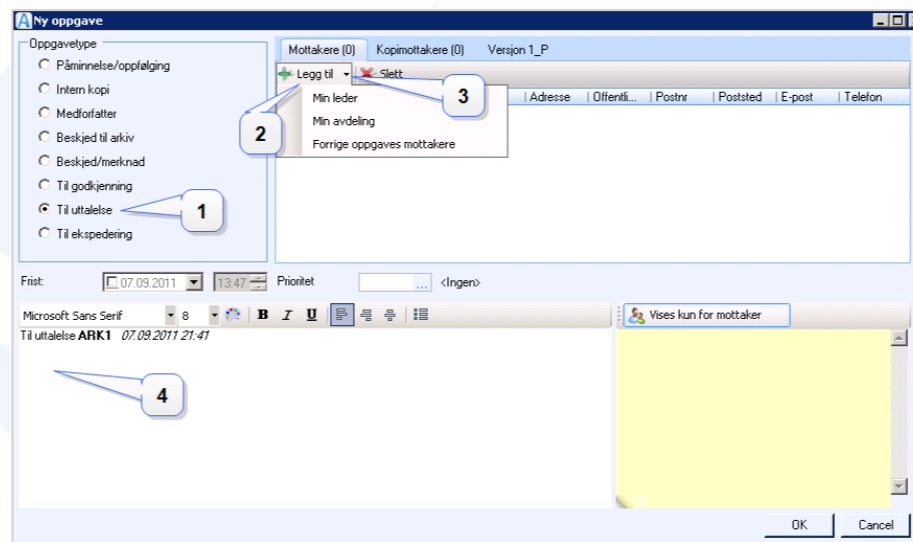 Ny oppgave
Oppgavetype
Påminnelse/oppfølging
Intern kopi
Medforfatter
Beskjed til arkiv
Beskjed/merknad
Til godkjenning
Til uttalelse
Til ekspedering
1
Mottakere (0) Kopimottakere (0) Versjon 1_P
Legg til Slett
Adresse Offentli... Postnr Poststed E-post Telefon
Min leder
Min avdeling
Forrige oppgaves mottakere
2
3
Frist: 07.09.2011 13:47 Prioritet ... <Ingen>
Microsoft Sans Serif 8 B I U
Vises kun for mottaker
Til uttalelse ARK1 07.09.2011 21:41
4
OK Cancel